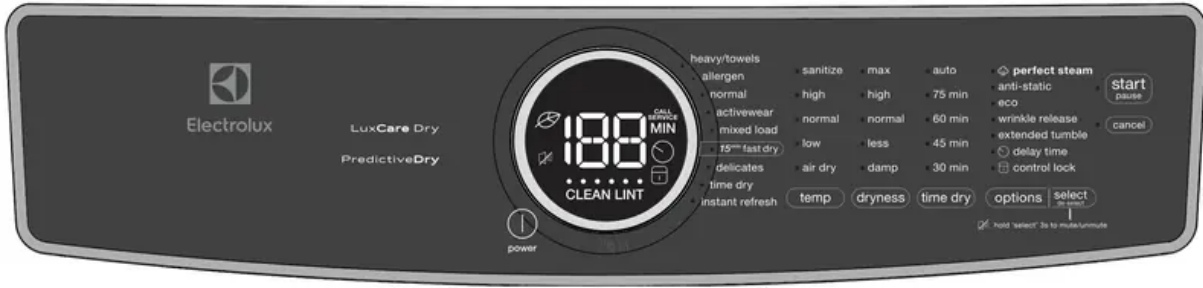 Electrolux
LuxCare Dry
PredictiveDry
power
188
CALL
SERVICE
MIN
CLEAN LINT
heavy/towels
allergen
normal
activewear
mixed load
15min fast dry
delicates
time dry
instant refresh
sanitize
high
normal
low
air dry
temp
max
high
normal
less
damp
dryness
auto
75 min
60 min
45 min
30 min
time dry
perfect steam
anti-static
eco
wrinkle release
extended tumble
delay time
control lock
options
select
de-select
hold 'select' 3s to mute/unmute
start
pause
cancel